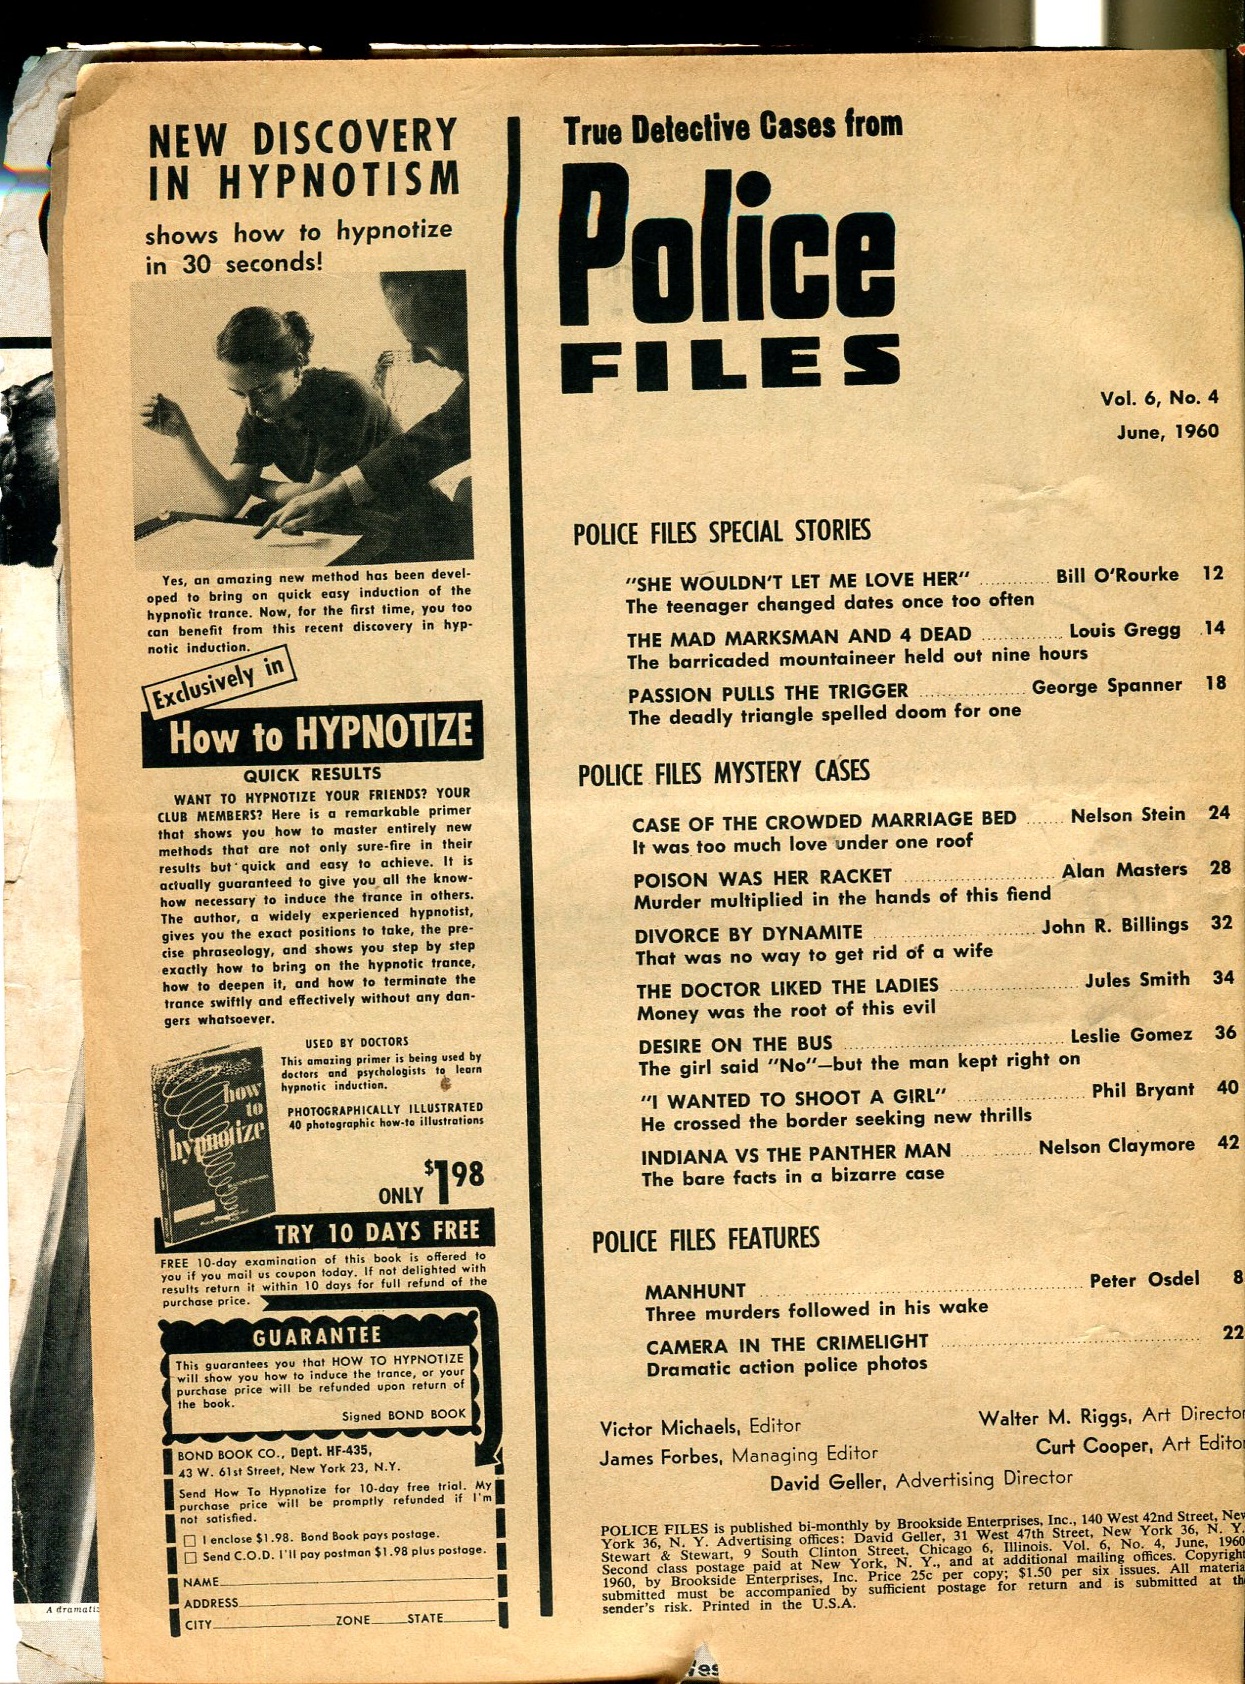 NEW DISCOVERY
IN HYPNOTISM
shows how to hypnotize
in 30 seconds!
Yes, an amazing new method has been devel-
oped to bring on quick easy induction of the
hypnotic trance. Now, for the first time, you too
can benefit from this recent discovery in hyp-
notic induction.
Exclusively in
How to HYPNOTIZE
QUICK RESULTS
WANT TO HYPNOTIZE YOUR FRIENDS? YOUR
CLUB MEMBERS? Here is a remarkable primer
that shows you how to master entirely new
methods that are not only sure-fire in their
results but quick and easy to achieve. It is
actually guaranteed to give you all the know-
how necessary to induce the trance in others.
The author, a widely experienced hypnotist,
gives you the exact positions to take, the pre-
cise phraseology, and shows you step by step
exactly how to bring on the hypnotic trance,
how to deepen it, and how to terminate the
trance swiftly and effectively without any dan-
gers whatsoever.
how
to
hypnotize
USED BY DOCTORS
This amazing primer is being used by
doctors and psychologists to learn
hypnotic induction.
PHOTOGRAPHICALLY ILLUSTRATED
40 photographic how-to illustrations
ONLY $1.98
TRY 10 DAYS FREE
FREE 10-day examination of this book is offered to
you if you mail us coupon today. If not delighted with
results return it within 10 days for full refund of the
purchase price.
GUARANTEE
This guarantees you that HOW TO HYPNOTIZE
will show you how to induce the trance, or your
purchase price will be refunded upon return of
the book.
Signed BOND BOOK
BOND BOOK CO., Dept. HF-435,
43 W. 61st Street, New York 23, N.Y.
Send How To Hypnotize for 10-day free trial. My
purchase price will be promptly refunded if I'm
not satisfied.
☐ I enclose $1.98. Bond Book pays postage.
☐ Send C.O.D. I'll pay postman $1.98 plus postage.
NAME
ADDRESS
CITY ZONE STATE
True Detective Cases from
Police
FILES
Vol. 6, No. 4
June, 1960
POLICE FILES SPECIAL STORIES
"SHE WOULDN'T LET ME LOVE HER" ............ Bill O'Rourke 12
The teenager changed dates once too often
THE MAD MARKSMAN AND 4 DEAD ............. Louis Gregg 14
The barricaded mountaineer held out nine hours
PASSION PULLS THE TRIGGER ................. George Spanner 18
The deadly triangle spelled doom for one
POLICE FILES MYSTERY CASES
CASE OF THE CROWDED MARRIAGE BED ...... Nelson Stein 24
It was too much love under one roof
POISON WAS HER RACKET ........................ Alan Masters 28
Murder multiplied in the hands of this fiend
DIVORCE BY DYNAMITE .......................... John R. Billings 32
That was no way to get rid of a wife
THE DOCTOR LIKED THE LADIES ..................... Jules Smith 34
Money was the root of this evil
DESIRE ON THE BUS .................................... Leslie Gomez 36
The girl said "No"—but the man kept right on
"I WANTED TO SHOOT A GIRL" ..................... Phil Bryant 40
He crossed the border seeking new thrills
INDIANA VS THE PANTHER MAN ........... Nelson Claymore 42
The bare facts in a bizarre case
POLICE FILES FEATURES
MANHUNT ..................................................... Peter Osdel 8
Three murders followed in his wake
CAMERA IN THE CRIMELIGHT .......................................... 22
Dramatic action police photos
Victor Michaels, Editor
Walter M. Riggs, Art Director
James Forbes, Managing Editor
Curt Cooper, Art Editor
David Geller, Advertising Director
POLICE FILES is published bi-monthly by Brookside Enterprises, Inc., 140 West 42nd Street, New
York 36, N. Y. Advertising offices: David Geller, 31 West 47th Street, New York 36, N. Y.
Stewart & Stewart, 9 South Clinton Street, Chicago 6, Illinois. Vol. 6, No. 4, June, 1960
Second class postage paid at New York, N. Y., and at additional mailing offices. Copyright
1960, by Brookside Enterprises, Inc. Price 25c per copy; $1.50 per six issues. All material
submitted must be accompanied by sufficient postage for return and is submitted at the
sender's risk. Printed in the U.S.A.